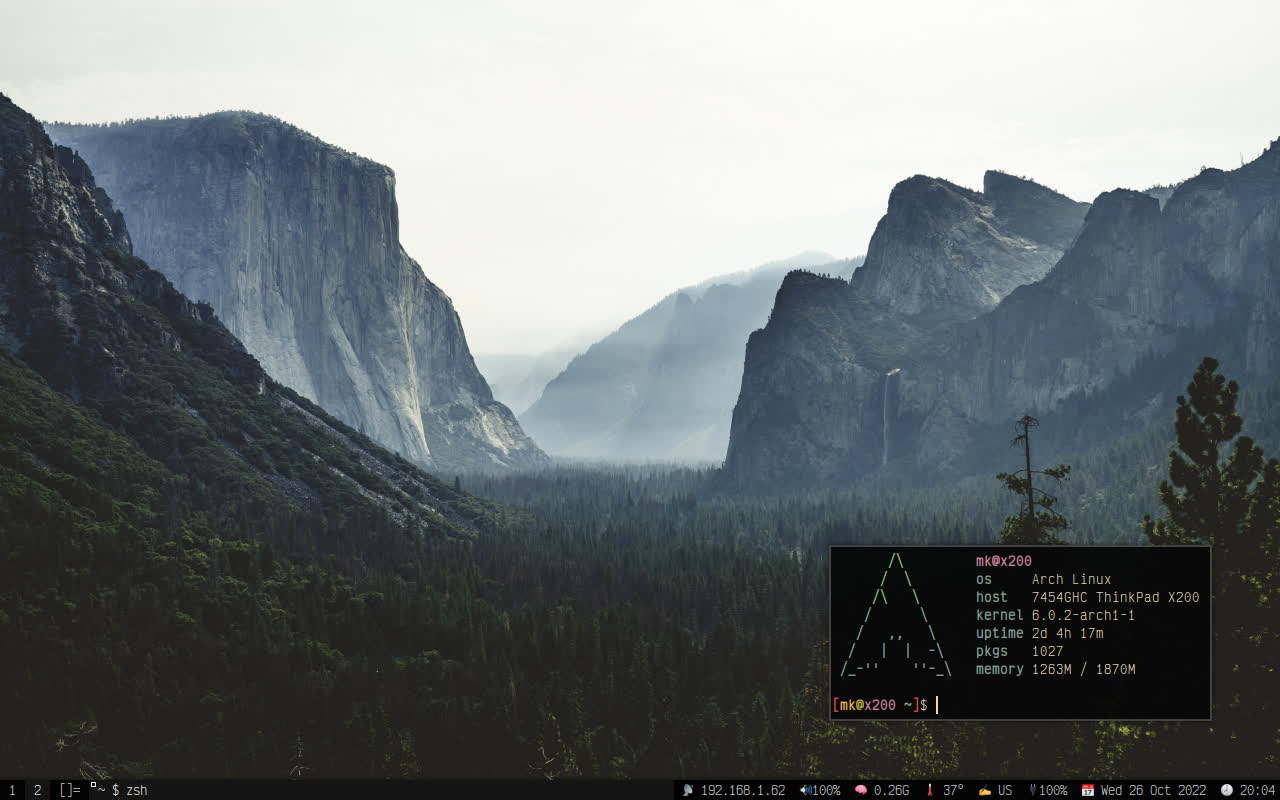 mk@x200
os Arch Linux
host 7454GHC ThinkPad X200
kernel 6.0.2-arch1-1
uptime 2d 4h 17m
pkgs 1027
memory 1263M / 1870M
[mk@x200 ~]$
1 2 []= ~ $ zsh 192.168.1.62 100% 0.26G 37° US 100% Wed 26 Oct 2022 20:04